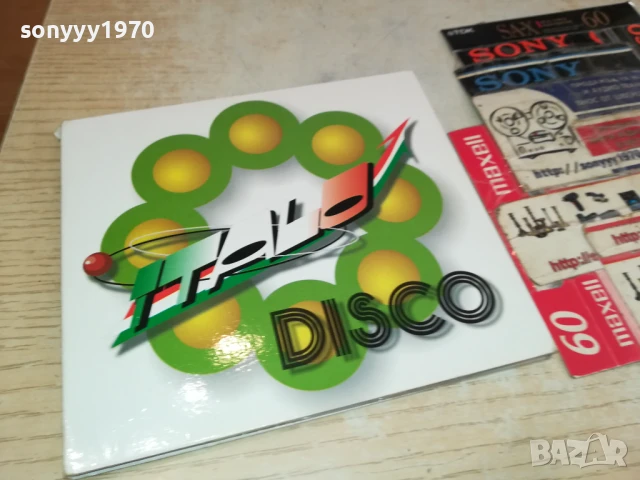 sonyyy1970
TDK
SA-X
60
SONY
SONY
maxell
http://sonyyy1970
http://
maxell
60
iTALO
DISCO
BAZAR